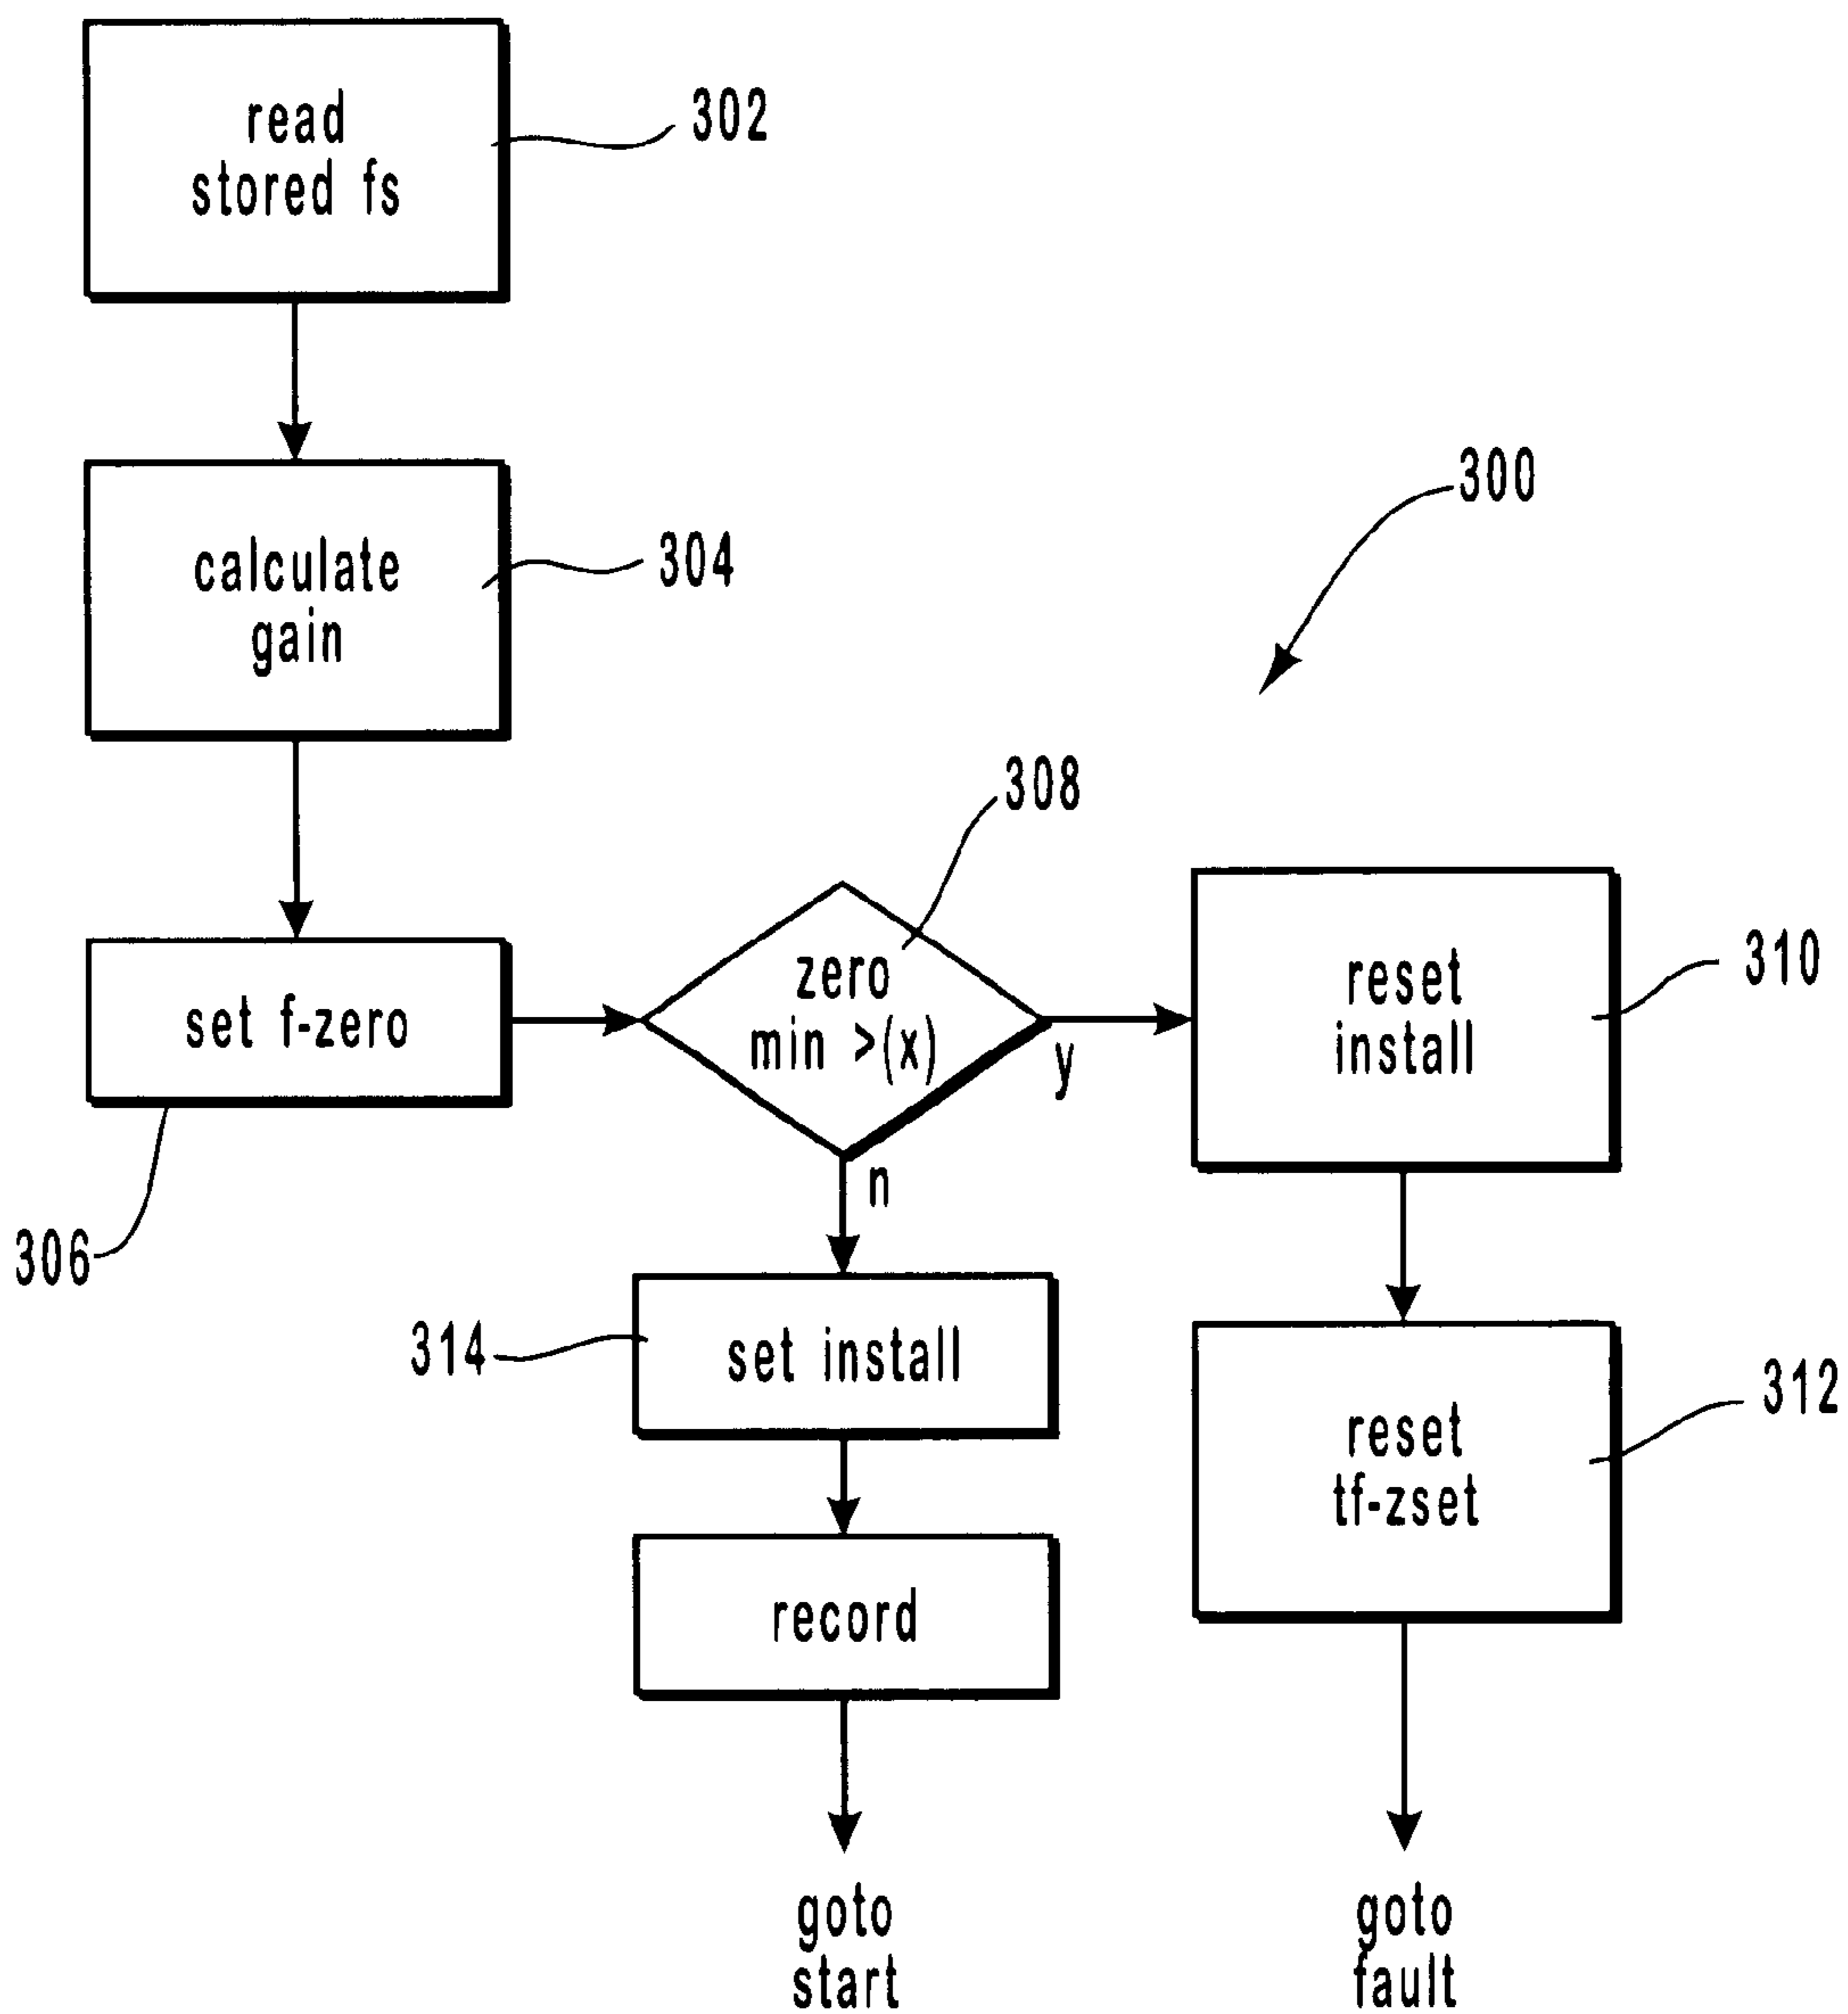 read
stored fs
302
calculate
gain
304
300
set f-zero
306
zero
min >(x)
308
y
n
reset
install
310
set install
314
reset
tf-zset
312
record
goto
start
goto
fault